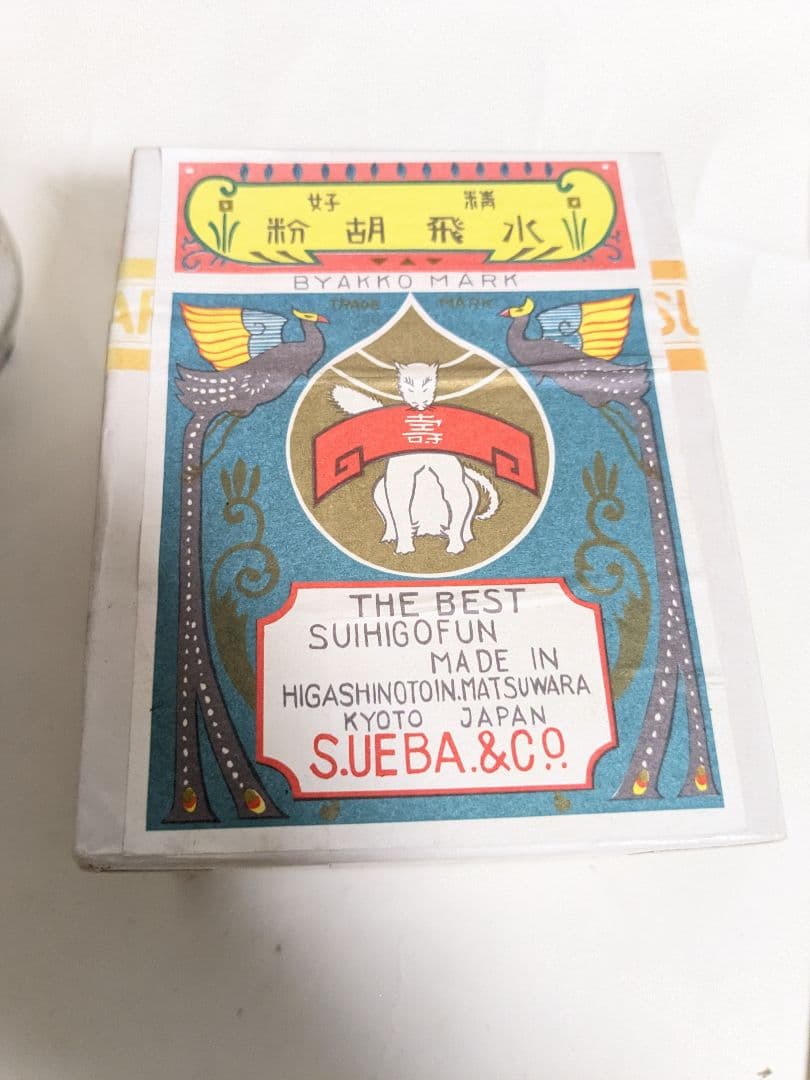 精好
水飛胡粉
BYAKKO MARK
TRADE MARK
壽
THE BEST
SUIHIGOFUN
MADE IN
HIGASHINOTOIN.MATSUWARA
KYOTO JAPAN
S.UEBA.&CO.